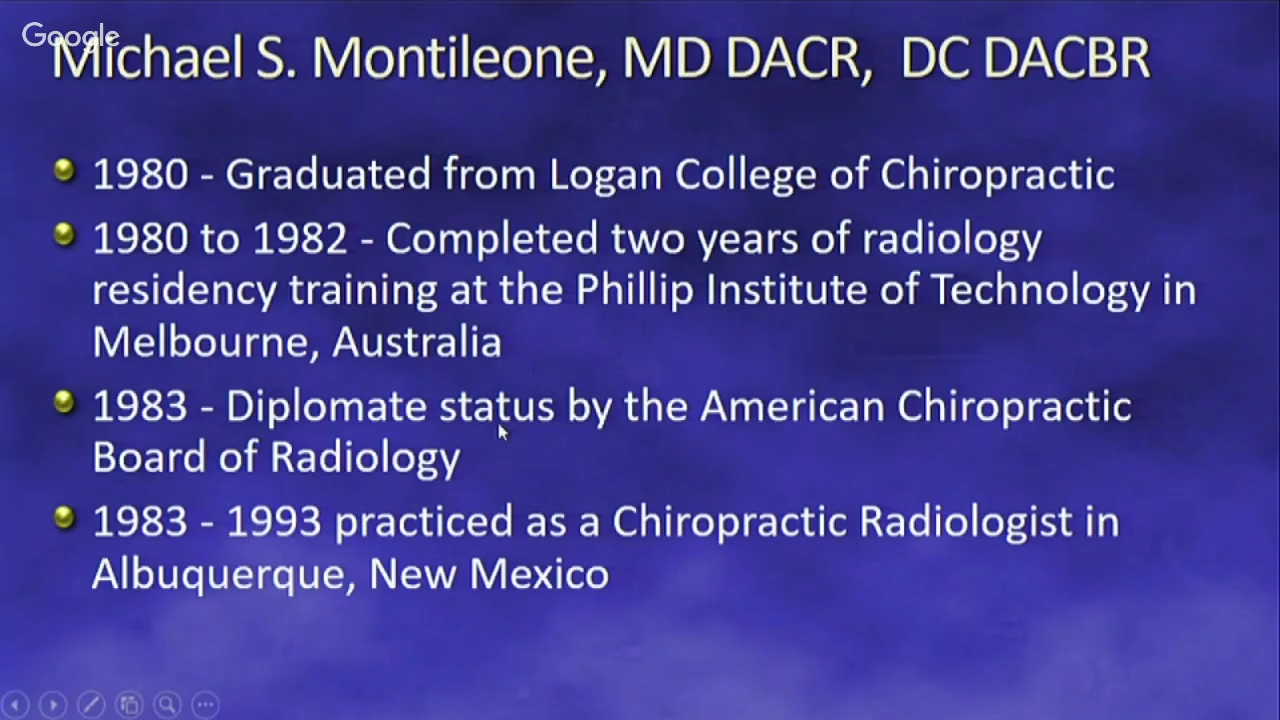 Google
Michael S. Montileone, MD DACR, DC DACBR
1980 - Graduated from Logan College of Chiropractic
1980 to 1982 - Completed two years of radiology
residency training at the Phillip Institute of Technology in
Melbourne, Australia
1983 - Diplomate status by the American Chiropractic
Board of Radiology
1983 - 1993 practiced as a Chiropractic Radiologist in
Albuquerque, New Mexico